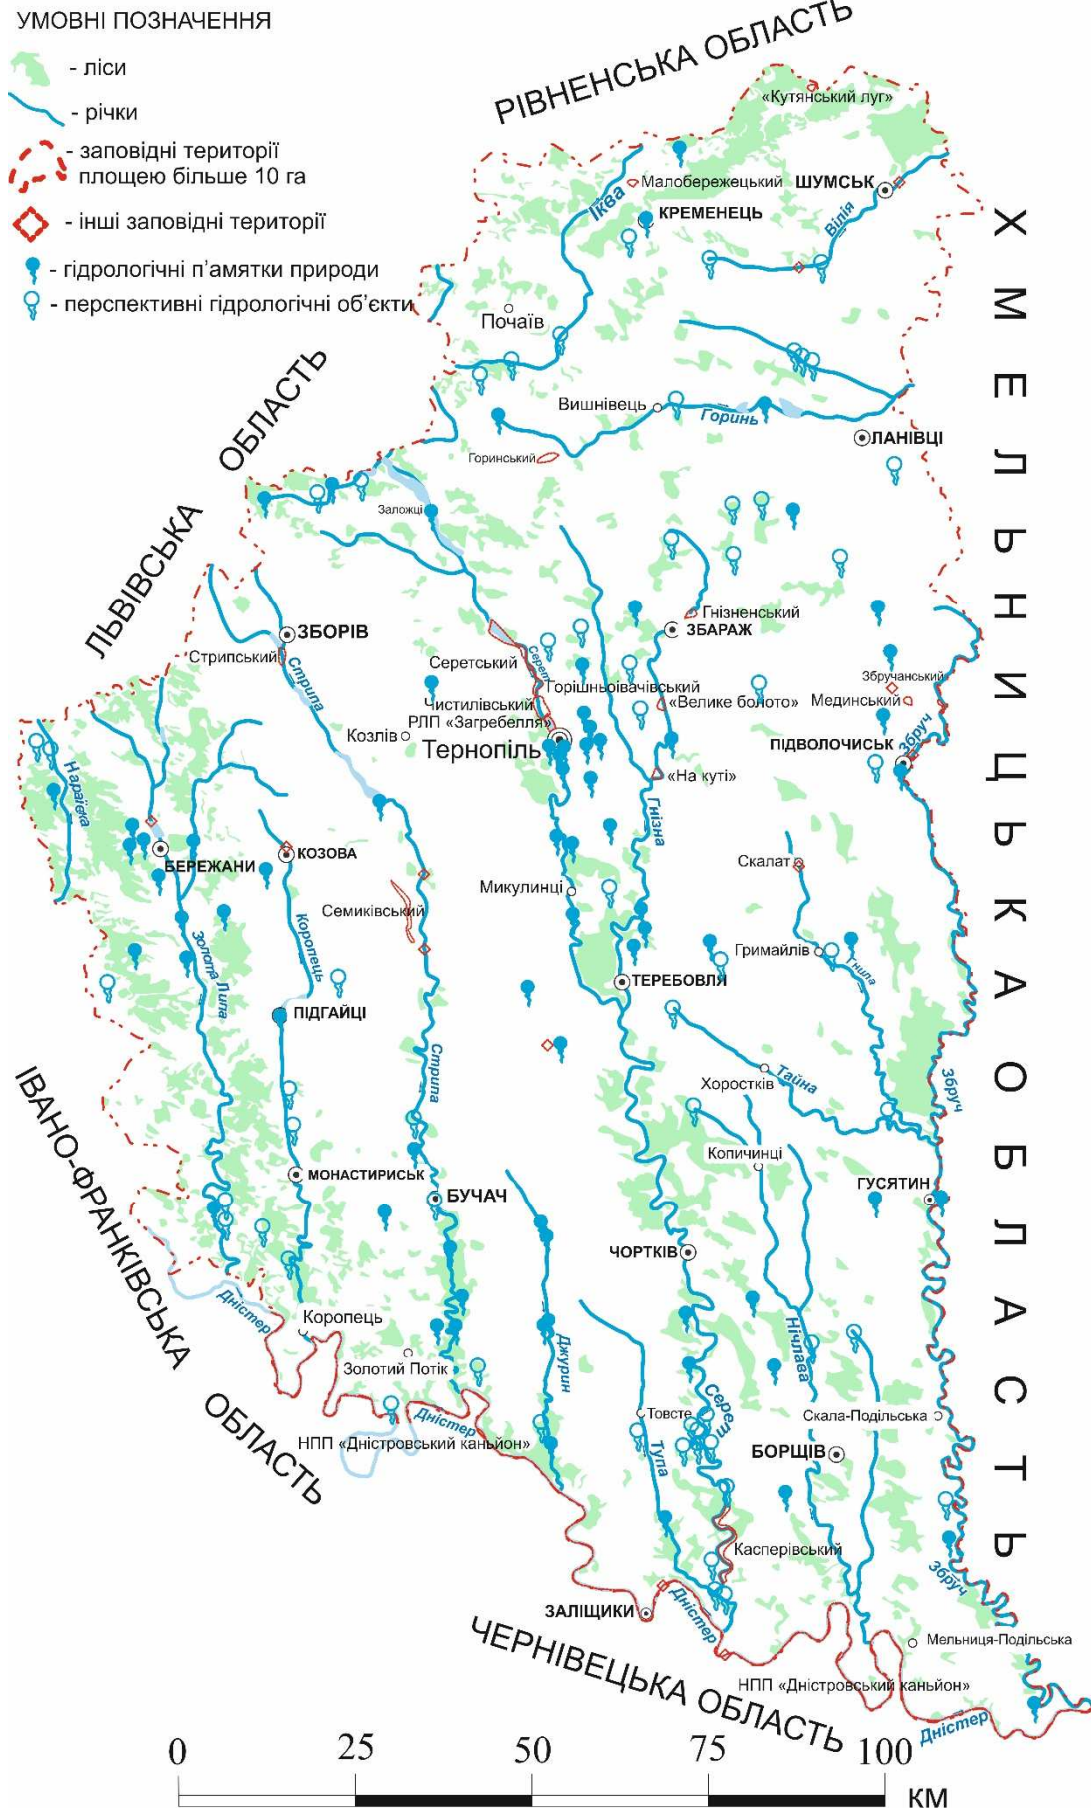 УМОВНІ ПОЗНАЧЕННЯ
- ліси
- річки
- заповідні території
площею більше 10 га
- інші заповідні території
- гідрологічні п'амятки природи
- перспективні гідрологічні об'єкти
РІВНЕНСЬКА ОБЛАСТЬ
«Кутянський луг»
Малобережецький
ШУМСЬК
Іква
КРЕМЕНЕЦЬ
Вілія
Почаїв
Вишнівець
Горинь
ЛАНІВЦІ
Горинський
ЛЬВІВСЬКА ОБЛАСТЬ
ХМЕЛЬНИЦЬКА ОБЛАСТЬ
Заложці
Гнізненський
ЗБАРАЖ
ЗБОРІВ
Стрипський
Стрипа
Серетський
Серет
Горішньоівачівський
Збручанський
Чистилівський
«Велике болото»
Мединський
РЛП «Загребелля»
Козлів
Тернопіль
ПІДВОЛОЧИСЬК
Збруч
Нараївка
«На куті»
Гнізна
БЕРЕЖАНИ
КОЗОВА
Скалат
Микулинці
Семиківський
Коропець
Золота Липа
Гримайлів
Гнила
ТЕРЕБОВЛЯ
ПІДГАЙЦІ
Стрипа
Хоростків
Тайна
Збруч
ІВАНО-ФРАНКІВСЬКА ОБЛАСТЬ
Копичинці
МОНАСТИРИСЬК
БУЧАЧ
ГУСЯТИН
ЧОРТКІВ
Дністер
Коропець
Джурин
Нічлава
Золотий Потік
Серет
Дністер
Товсте
Скала-Подільська
НПП «Дністровський каньйон»
Тупа
БОРЩІВ
Касперівський
Збруч
ЗАЛІЩИКИ
Дністер
ЧЕРНІВЕЦЬКА ОБЛАСТЬ
Мельниця-Подільська
НПП «Дністровський каньйон»
Дністер
0 25 50 75 100
км